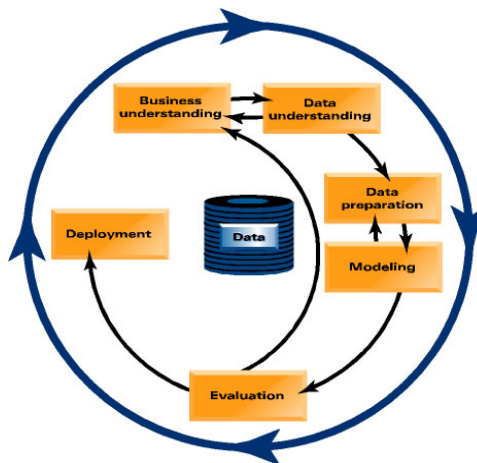 Business
understanding
Data
understanding
Data
preparation
Modeling
Evaluation
Deployment
Data